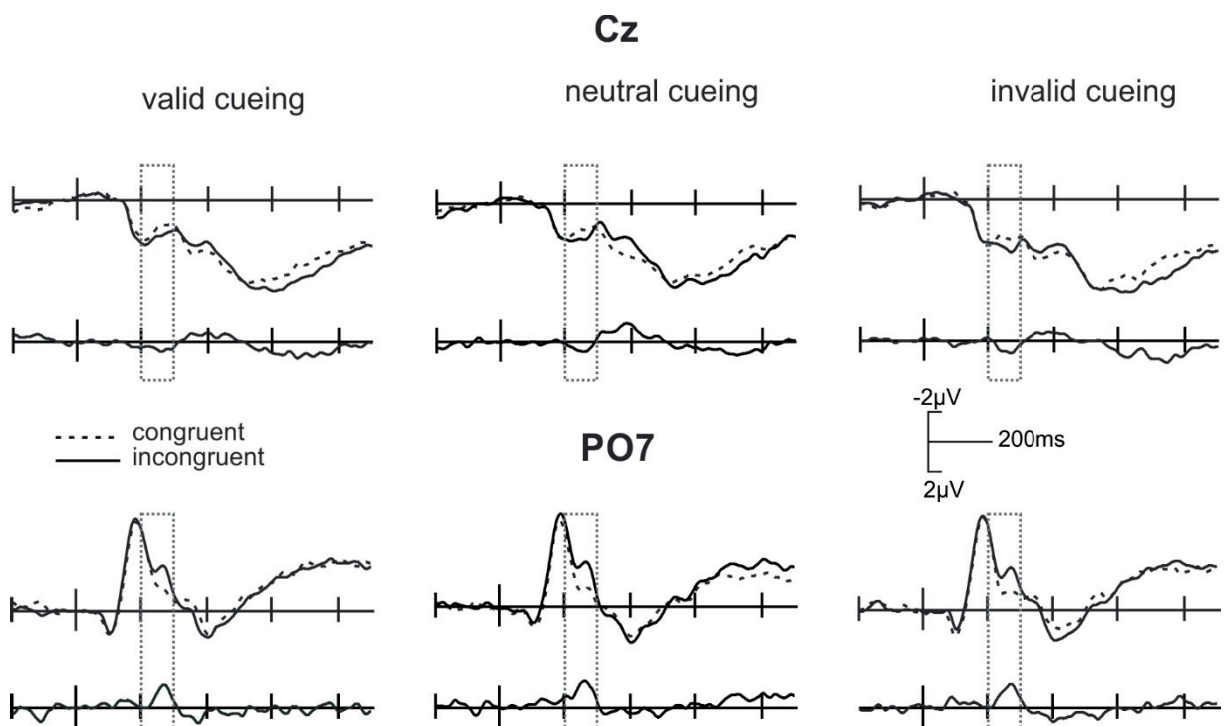 Cz
valid cueing
neutral cueing
invalid cueing
congruent
incongruent
PO7
-2µV
200ms
2µV